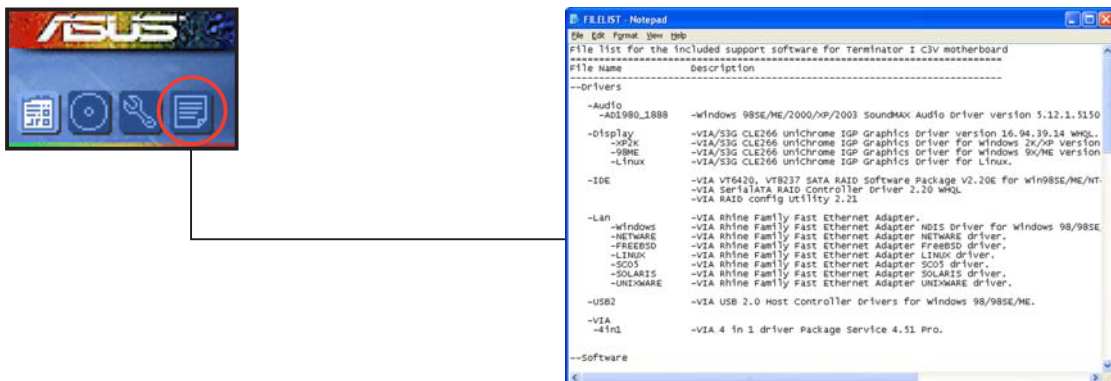 ASUS
FILELIST - Notepad
File Edit Format View Help
File list for the included support software for Terminator I C3V motherboard
================================================================================
File Name Description
--------------------------------------------------------------------------------
--Drivers
-Audio
-AD1980_1888 -Windows 98SE/ME/2000/XP/2003 SoundMAX Audio Driver version 5.12.1.5150
-Display -VIA/S3G CLE266 UniChrome IGP Graphics Driver version 16.94.39.14 WHQL.
-XP2K -VIA/S3G CLE266 UniChrome IGP Graphics Driver for Windows 2K/XP version
-98ME -VIA/S3G CLE266 UniChrome IGP Graphics Driver for Windows 9X/ME version
-Linux -VIA/S3G CLE266 UniChrome IGP Graphics Driver for Linux.
-IDE -VIA VT6420, VT8237 SATA RAID Software Package V2.20E for Win98SE/ME/NT-
-VIA SerialATA RAID Controller Driver 2.20 WHQL
-VIA RAID config Utility 2.21
-Lan -VIA Rhine Family Fast Ethernet Adapter.
-Windows -VIA Rhine Family Fast Ethernet Adapter NDIS Driver for Windows 98/98SE
-NETWARE -VIA Rhine Family Fast Ethernet Adapter NETWARE driver.
-FREEBSD -VIA Rhine Family Fast Ethernet Adapter FreeBSD driver.
-LINUX -VIA Rhine Family Fast Ethernet Adapter LINUX driver.
-SCO5 -VIA Rhine Family Fast Ethernet Adapter SCO5 driver.
-SOLARIS -VIA Rhine Family Fast Ethernet Adapter SOLARIS driver.
-UNIXWARE -VIA Rhine Family Fast Ethernet Adapter UNIXWARE driver.
-USB2 -VIA USB 2.0 Host Controller Drivers for Windows 98/98SE/ME.
-VIA
-4in1 -VIA 4 in 1 driver Package Service 4.51 Pro.
--Software